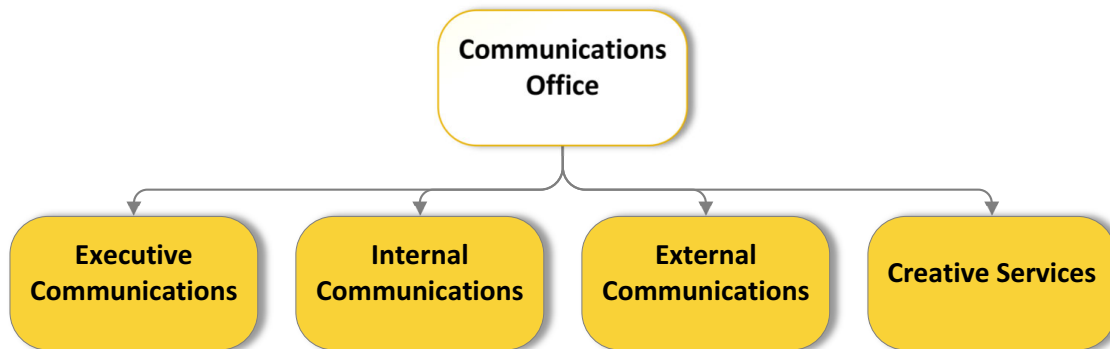 Communications
Office
Executive
Communications
Internal
Communications
External
Communications
Creative Services